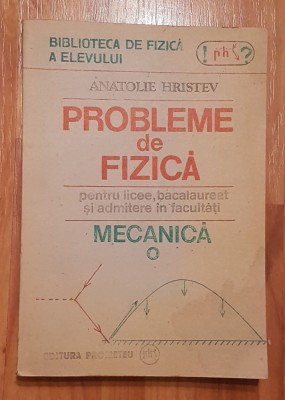 BIBLIOTECA DE FIZICĂ
A ELEVULUI
! ph ?
ANATOLIE HRISTEV
PROBLEME
de
FIZICĂ
pentru licee, bacalaureat
și admitere în facultăți
MECANICĂ
EDITURA PROMETEU